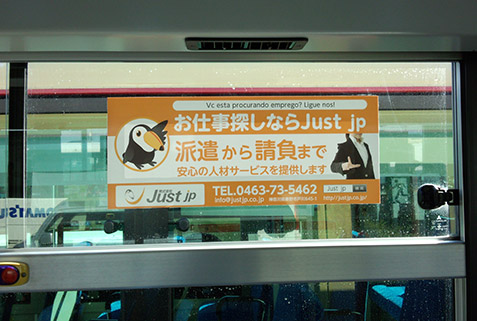 Vc esta procurando emprego? Ligue nos!
お仕事探しならJust jp
派遣から請負まで
安心の人材サービスを提供します
Just jp
TEL.0463-73-5462
info@justjp.co.jp
Just jp
http://justjp.co.jp/